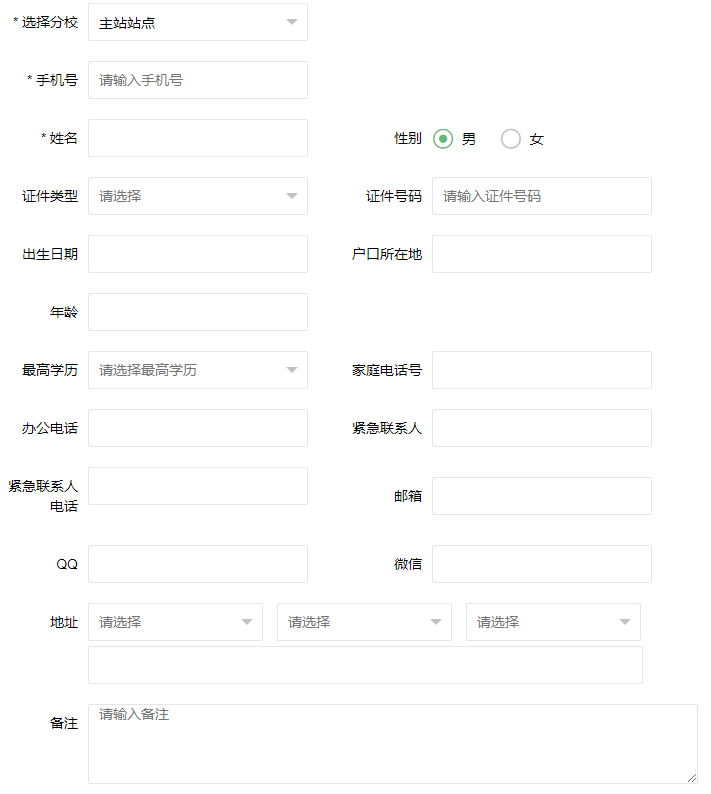 * 选择分校 主站站点
* 手机号 请输入手机号
* 姓名 性别 男 女
证件类型 请选择 证件号码 请输入证件号码
出生日期 户口所在地
年龄
最高学历 请选择最高学历 家庭电话号
办公电话 紧急联系人
紧急联系人
电话 邮箱
QQ 微信
地址 请选择 请选择 请选择
备注 请输入备注